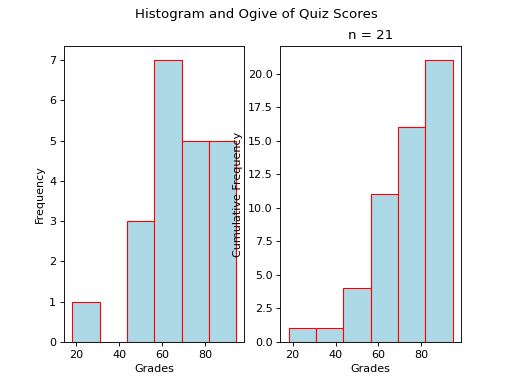 Histogram and Ogive of Quiz Scores
7
6
5
4
3
2
1
0
Frequency
20 40 60 80
Grades
n = 21
20.0
17.5
15.0
12.5
10.0
7.5
5.0
2.5
0.0
Cumulative Frequency
20 40 60 80
Grades